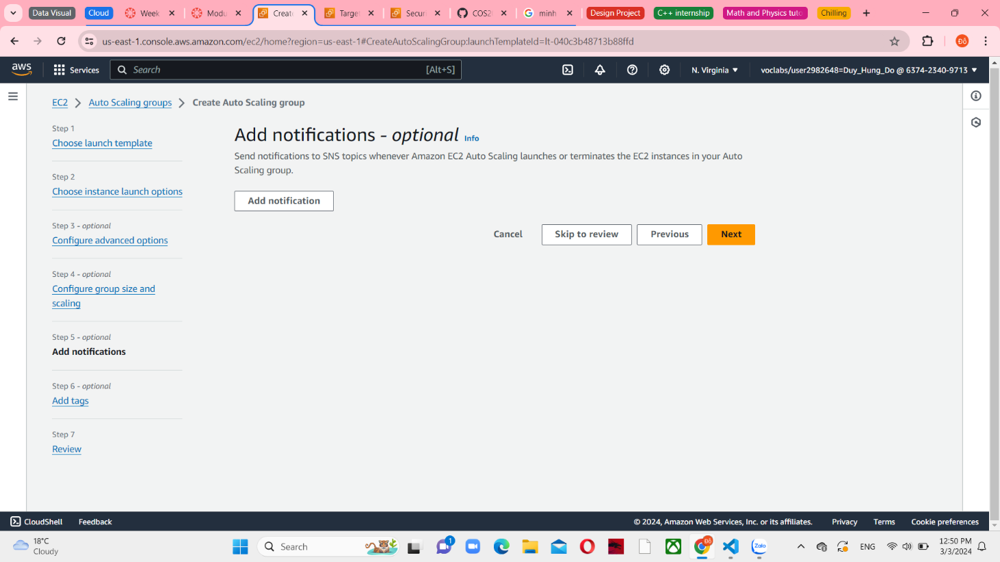 Data Visual
Cloud
Week
Modu
Create
Target
Securi
COS20
minh
Design Project
C++ internship
Math and Physics tuto
Chilling
us-east-1.console.aws.amazon.com/ec2/home?region=us-east-1#CreateAutoScalingGroup:launchTemplateId=lt-040c3b48713b88ffd
Đỗ
aws
Services
Search
[Alt+S]
N. Virginia
voclabs/user2982648=Duy_Hung_Do @ 6374-2340-9713
EC2
Auto Scaling groups
Create Auto Scaling group
Step 1
Choose launch template
Step 2
Choose instance launch options
Step 3 - optional
Configure advanced options
Step 4 - optional
Configure group size and
scaling
Step 5 - optional
Add notifications
Step 6 - optional
Add tags
Step 7
Review
Add notifications - optional Info
Send notifications to SNS topics whenever Amazon EC2 Auto Scaling launches or terminates the EC2 instances in your Auto
Scaling group.
Add notification
Cancel
Skip to review
Previous
Next
CloudShell
Feedback
© 2024, Amazon Web Services, Inc. or its affiliates.
Privacy
Terms
Cookie preferences
18°C
Cloudy
Search
1
Đỗ
Zalo
ENG
12:50 PM
3/3/2024